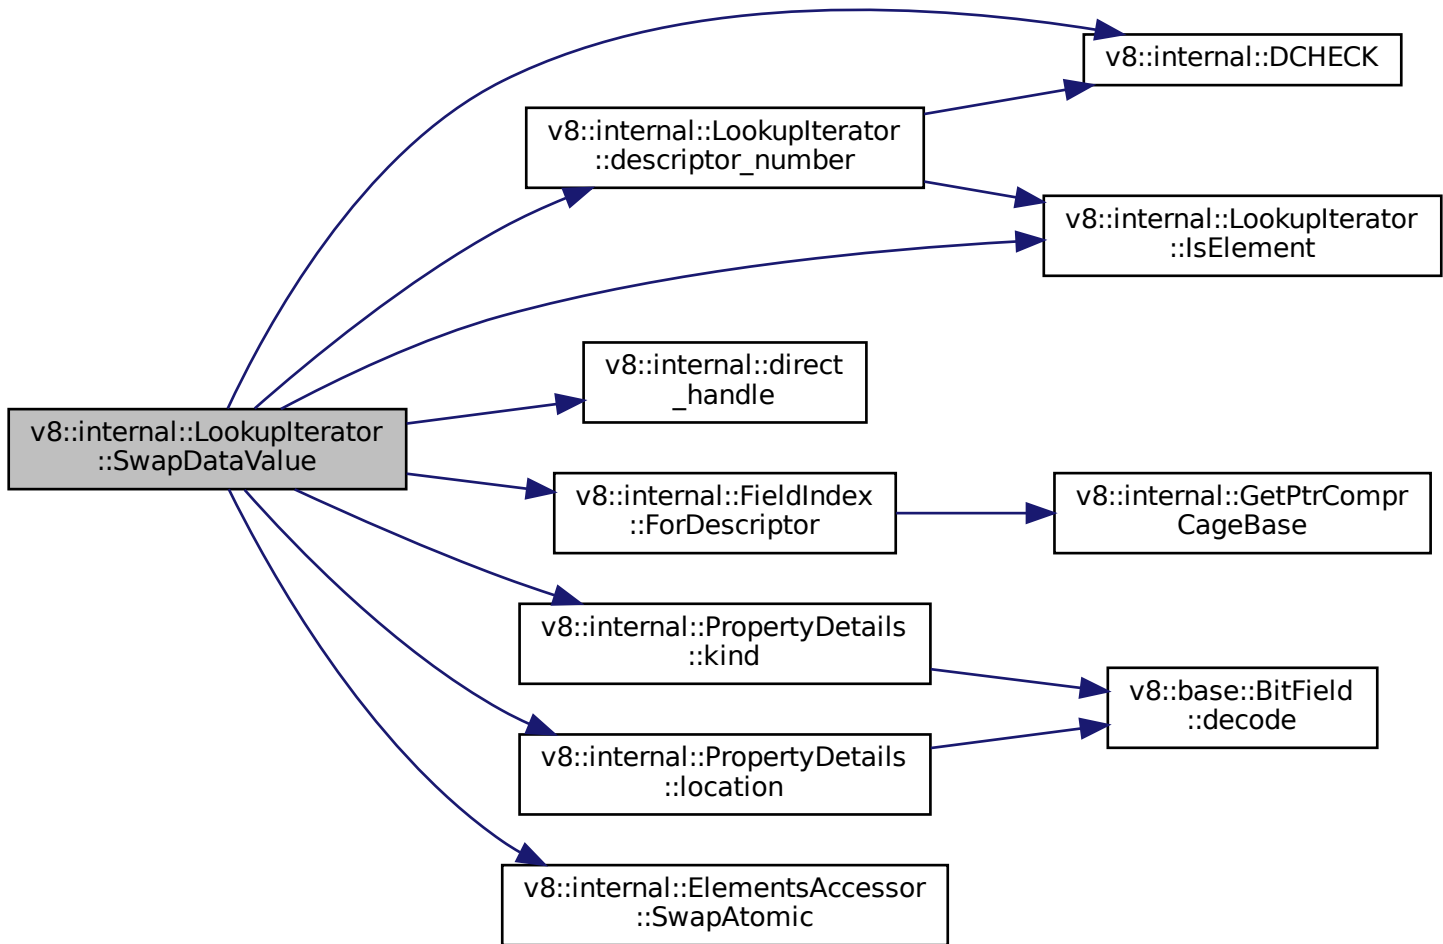 v8::internal::DCHECK
v8::internal::LookupIterator
::descriptor_number
v8::internal::LookupIterator
::IsElement
v8::internal::direct
_handle
v8::internal::LookupIterator
::SwapDataValue
v8::internal::FieldIndex
::ForDescriptor
v8::internal::GetPtrCompr
CageBase
v8::internal::PropertyDetails
::kind
v8::base::BitField
::decode
v8::internal::PropertyDetails
::location
v8::internal::ElementsAccessor
::SwapAtomic